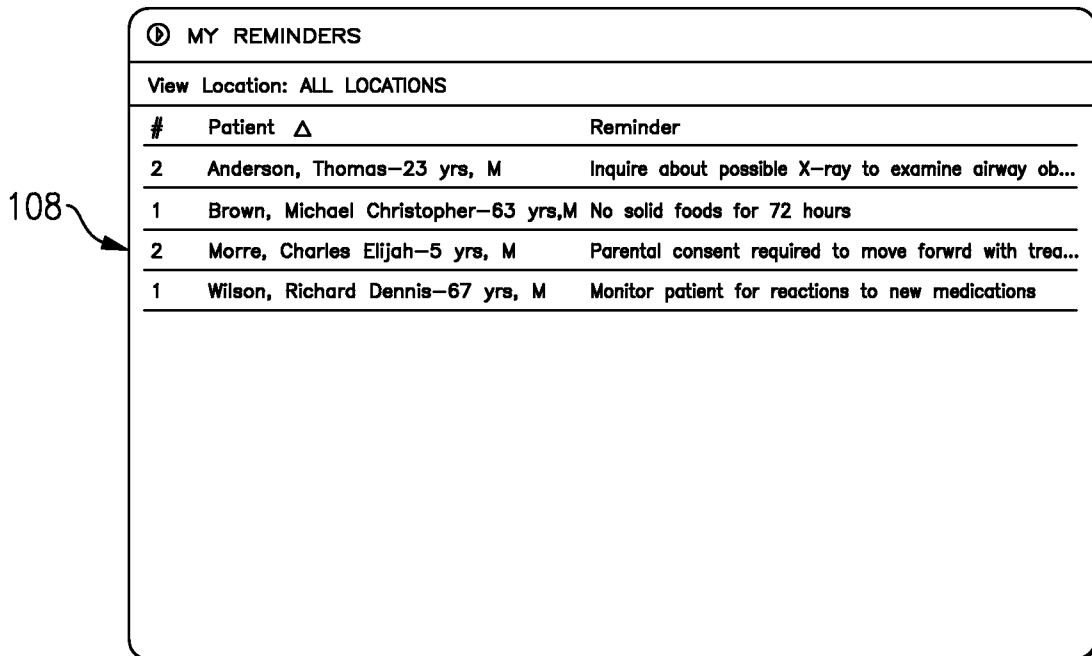 MY REMINDERS
View Location: ALL LOCATIONS
# Patient △ Reminder
2 Anderson, Thomas–23 yrs, M Inquire about possible X–ray to examine airway ob...
1 Brown, Michael Christopher–63 yrs,M No solid foods for 72 hours
108
2 Morre, Charles Elijah–5 yrs, M Parental consent required to move forwrd with trea...
1 Wilson, Richard Dennis–67 yrs, M Monitor patient for reactions to new medications